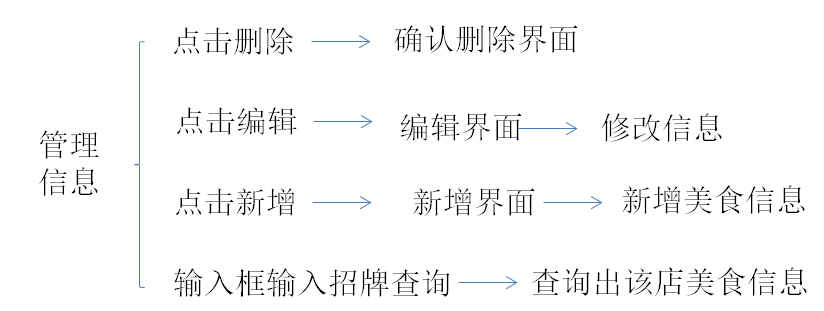 管理
信息
点击删除 确认删除界面
点击编辑 编辑界面 修改信息
点击新增 新增界面 新增美食信息
输入框输入招牌查询 查询出该店美食信息